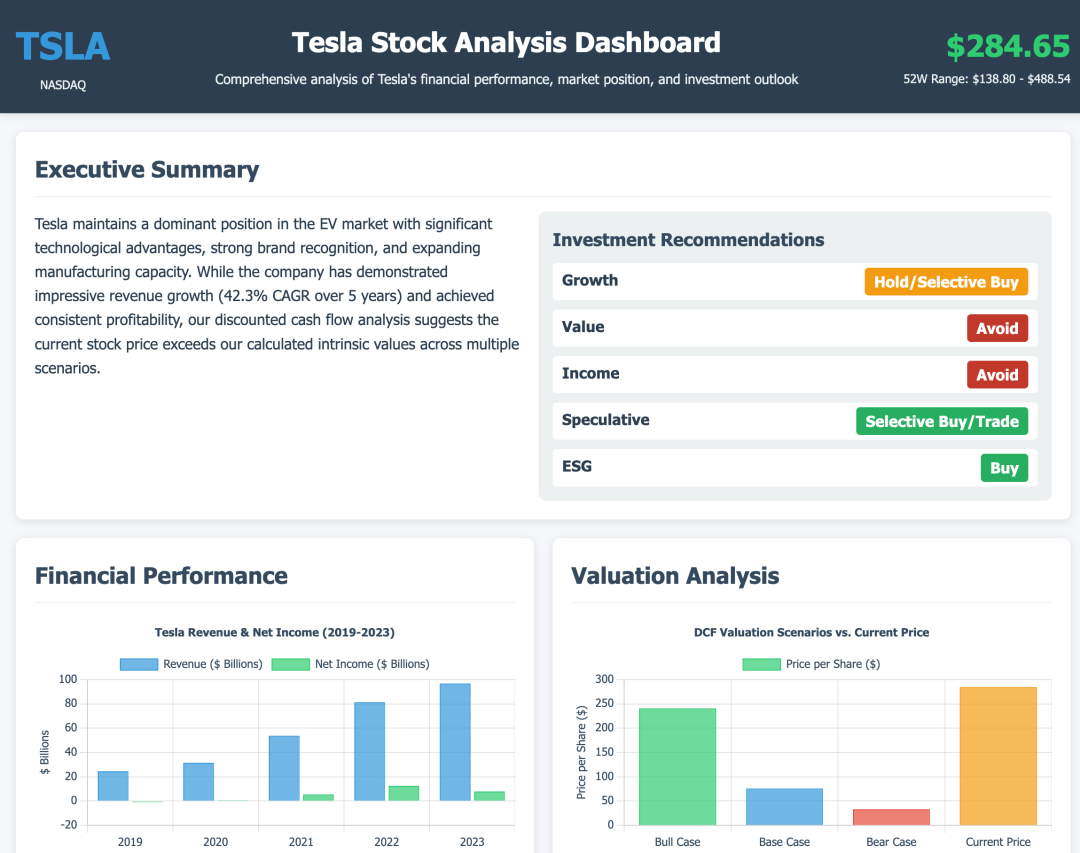 TSLA
NASDAQ
Tesla Stock Analysis Dashboard
Comprehensive analysis of Tesla's financial performance, market position, and investment outlook
$284.65
52W Range: $138.80 - $488.54
Executive Summary
Tesla maintains a dominant position in the EV market with significant
technological advantages, strong brand recognition, and expanding
manufacturing capacity. While the company has demonstrated
impressive revenue growth (42.3% CAGR over 5 years) and achieved
consistent profitability, our discounted cash flow analysis suggests the
current stock price exceeds our calculated intrinsic values across multiple
scenarios.
Investment Recommendations
Growth Hold/Selective Buy
Value Avoid
Income Avoid
Speculative Selective Buy/Trade
ESG Buy
Financial Performance
Tesla Revenue & Net Income (2019-2023)
Revenue ($ Billions) Net Income ($ Billions)
$ Billions
100
80
60
40
20
0
-20
2019 2020 2021 2022 2023
Valuation Analysis
DCF Valuation Scenarios vs. Current Price
Price per Share ($)
Price per Share ($)
300
250
200
150
100
50
0
Bull Case Base Case Bear Case Current Price